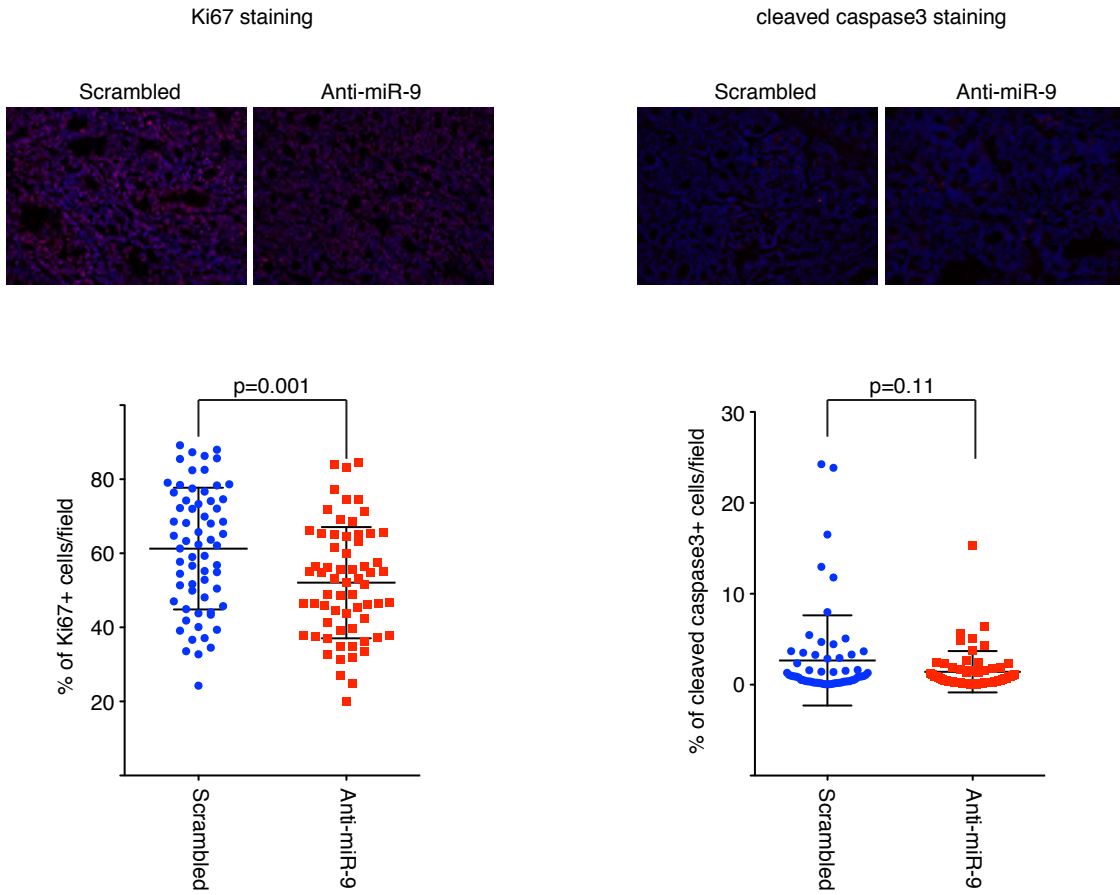 Ki67 staining
cleaved caspase3 staining
Scrambled
Anti-miR-9
Scrambled
Anti-miR-9
p=0.001
% of Ki67+ cells/field
80
60
40
20
Scrambled
Anti-miR-9
p=0.11
% of cleaved caspase3+ cells/field
30
20
10
0
Scrambled
Anti-miR-9